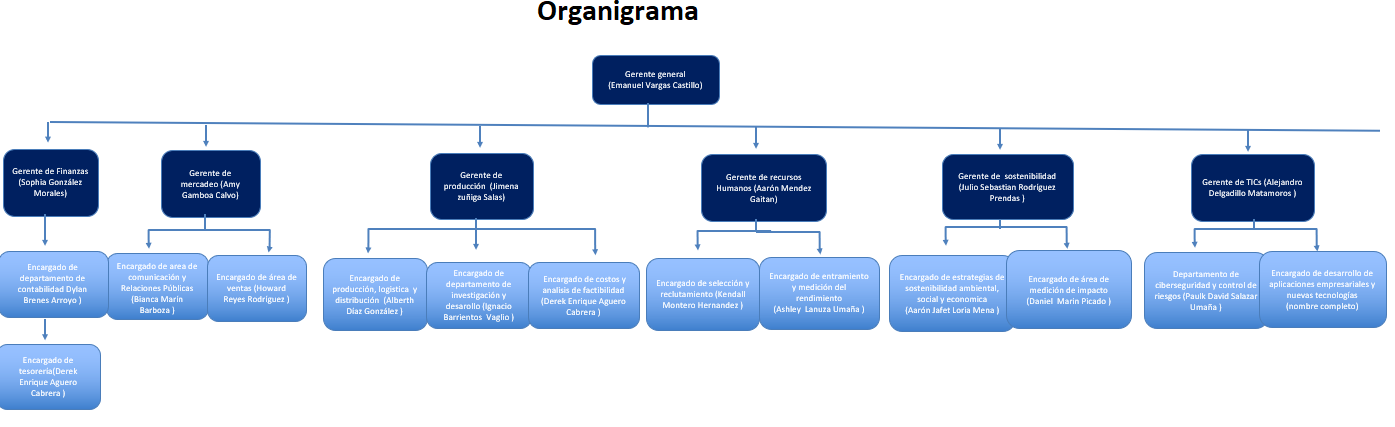 Organigrama
Gerente general
(Emanuel Vargas Castillo)
Gerente de Finanzas
(Sophia González
Morales)
Gerente de
mercadeo (Amy
Gamboa Calvo)
Gerente de
producción (Jimena
zuñiga Salas)
Gerente de recursos
Humanos (Aarón Mendez
Gaitan)
Gerente de sostenibilidad
(Julio Sebastian Rodriguez
Prendas )
Gerente de TICs (Alejandro
Delgadillo Matamoros )
Encargado de
departamento de
contabilidad Dylan
Brenes Arroyo )
Encargado de area de
comunicación y
Relaciones Públicas
(Bianca Marín
Barboza )
Encargado de área de
ventas (Howard
Reyes Rodríguez )
Encargado de
producción, logistica y
distribución (Alberth
Díaz González )
Encargado de
departamento de
investigación y
desarollo (Ignacio
Barrientos Vaglio )
Encargado de costos y
analisis de factibilidad
(Derek Enrique Aguero
Cabrera )
Encargado de selección y
reclutamiento (Kendall
Montero Hernandez )
Encargado de entramiento
y medición del
rendimiento
(Ashley Lanuza Umaña )
Encargado de estrategias de
sostenibilidad ambiental,
social y economica
(Aarón Jafet Loria Mena )
Encargado de área de
medición de impacto
(Daniel Marin Picado )
Departamento de
ciberseguridad y control de
riesgos (Paulk David Salazar
Umaña )
Encargado de desarrollo de
aplicaciones empresariales y
nuevas tecnologías
(nombre completo)
Encargado de
tesorería(Derek
Enrique Aguero
Cabrera )